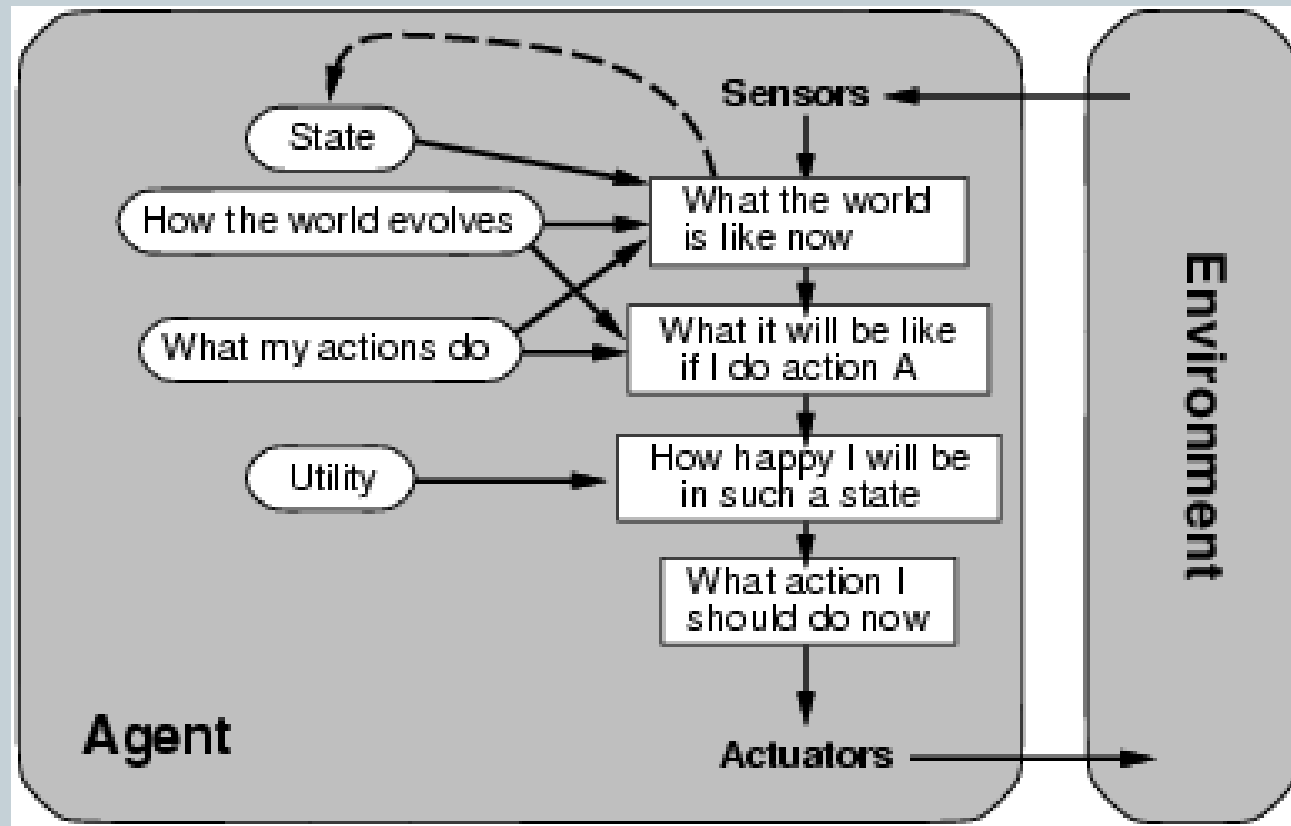 Sensors
State
What the world
is like now
How the world evolves
What my actions do
What it will be like
if I do action A
Utility
How happy I will be
in such a state
What action I
should do now
Agent
Actuators
Environment